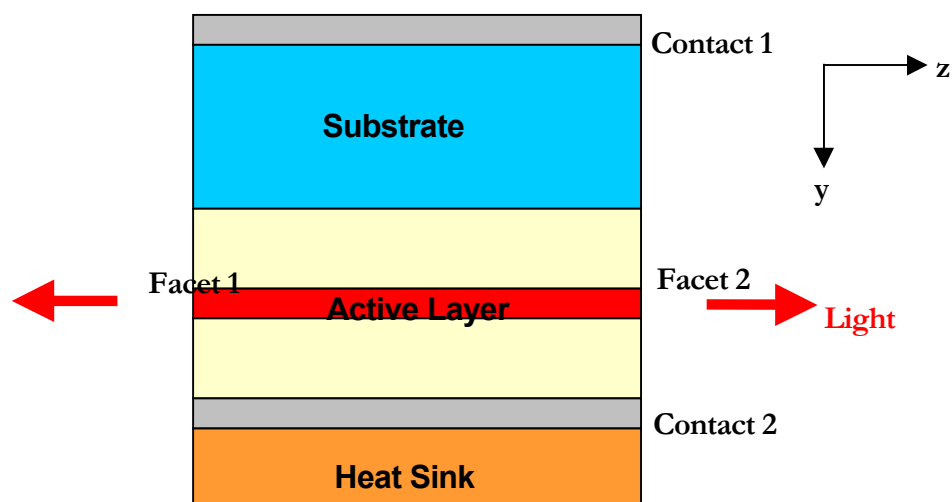 Contact 1
z
Substrate
y
Facet 1
Facet 2
Active Layer
Light
Contact 2
Heat Sink